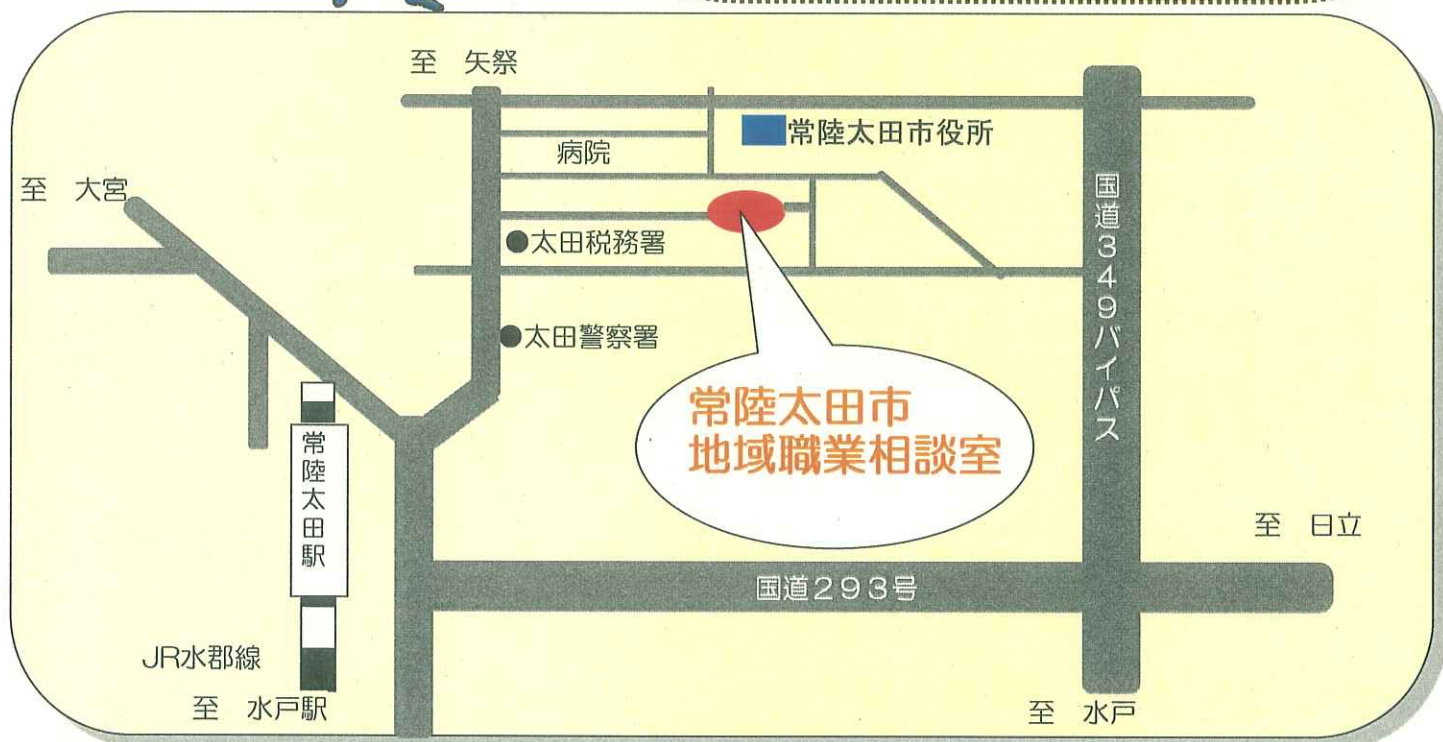 至 矢祭
常陸太田市役所
病院
至 大宮
国道349バイパス
●太田税務署
●太田警察署
常陸太田市
地域職業相談室
常陸太田駅
至 日立
国道293号
JR水郡線
至 水戸駅
至 水戸